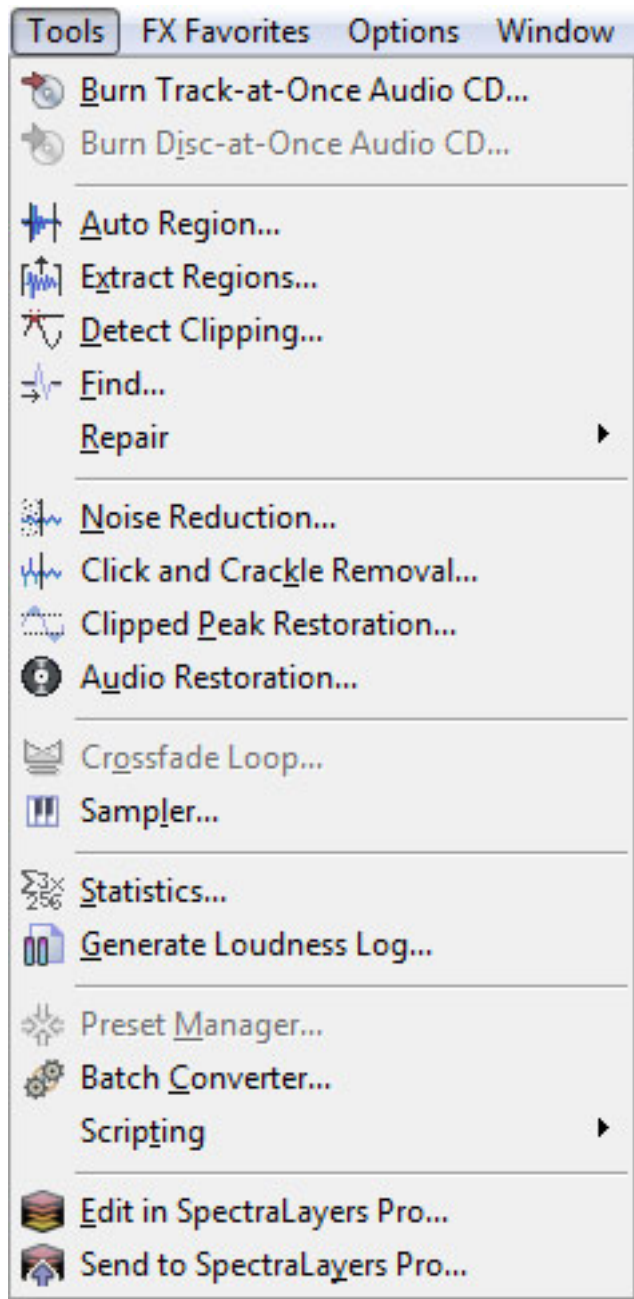 Tools FX Favorites Options Window
Burn Track-at-Once Audio CD...
Burn Disc-at-Once Audio CD...
Auto Region...
Extract Regions...
Detect Clipping...
Find...
Repair
Noise Reduction...
Click and Crackle Removal...
Clipped Peak Restoration...
Audio Restoration...
Crossfade Loop...
Sampler...
Statistics...
Generate Loudness Log...
Preset Manager...
Batch Converter...
Scripting
Edit in SpectraLayers Pro...
Send to SpectraLayers Pro...